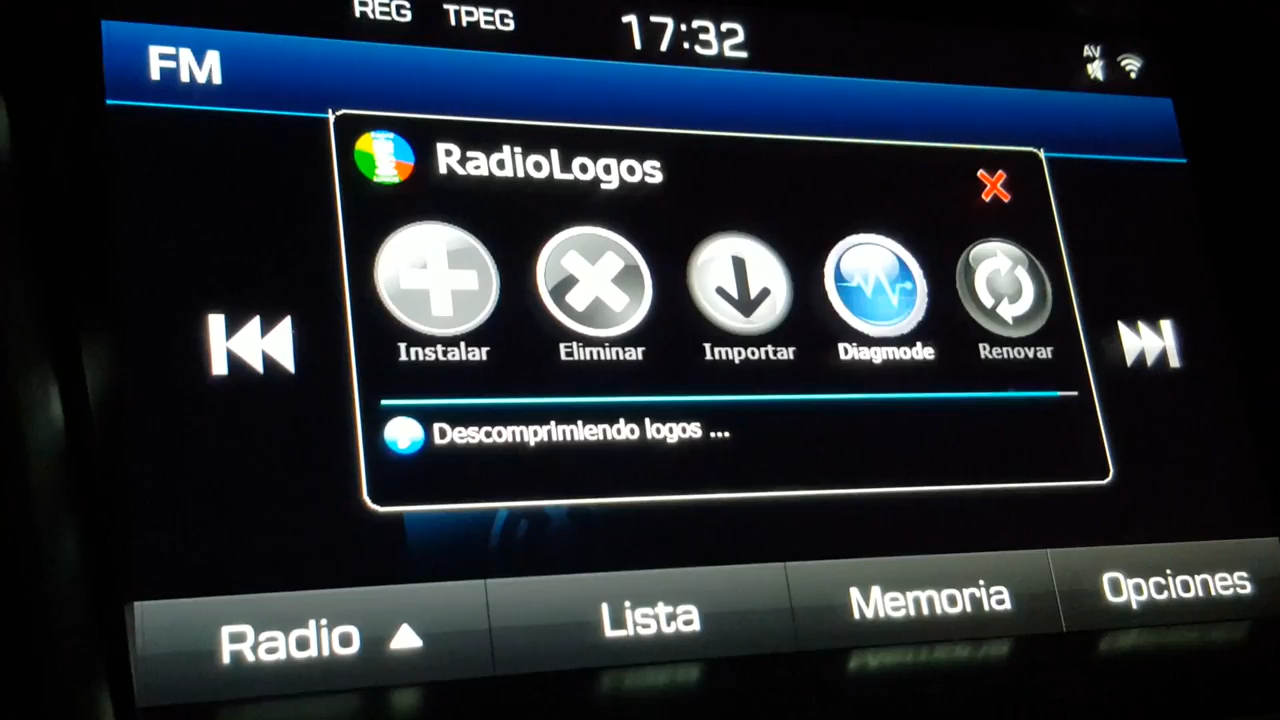 REG TPEG 17:32
AV
FM
RadioLogos
Instalar Eliminar Importar Diagmode Renovar
Descomprimiendo logos ...
Radio Lista Memoria Opciones